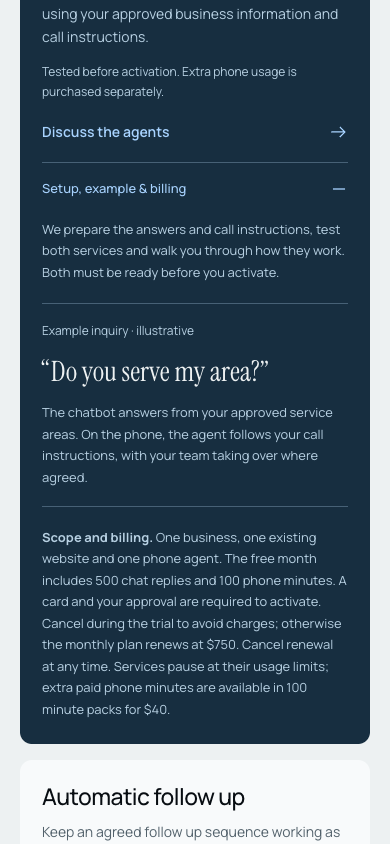 using your approved business information and
call instructions.
Tested before activation. Extra phone usage is
purchased separately.
Discuss the agents
Setup, example & billing
We prepare the answers and call instructions, test
both services and walk you through how they work.
Both must be ready before you activate.
Example inquiry · illustrative
“Do you serve my area?”
The chatbot answers from your approved service
areas. On the phone, the agent follows your call
instructions, with your team taking over where
agreed.
Scope and billing. One business, one existing
website and one phone agent. The free month
includes 500 chat replies and 100 phone minutes. A
card and your approval are required to activate.
Cancel during the trial to avoid charges; otherwise
the monthly plan renews at $750. Cancel renewal
at any time. Services pause at their usage limits;
extra paid phone minutes are available in 100
minute packs for $40.
Automatic follow up
Keep an agreed follow up sequence working as